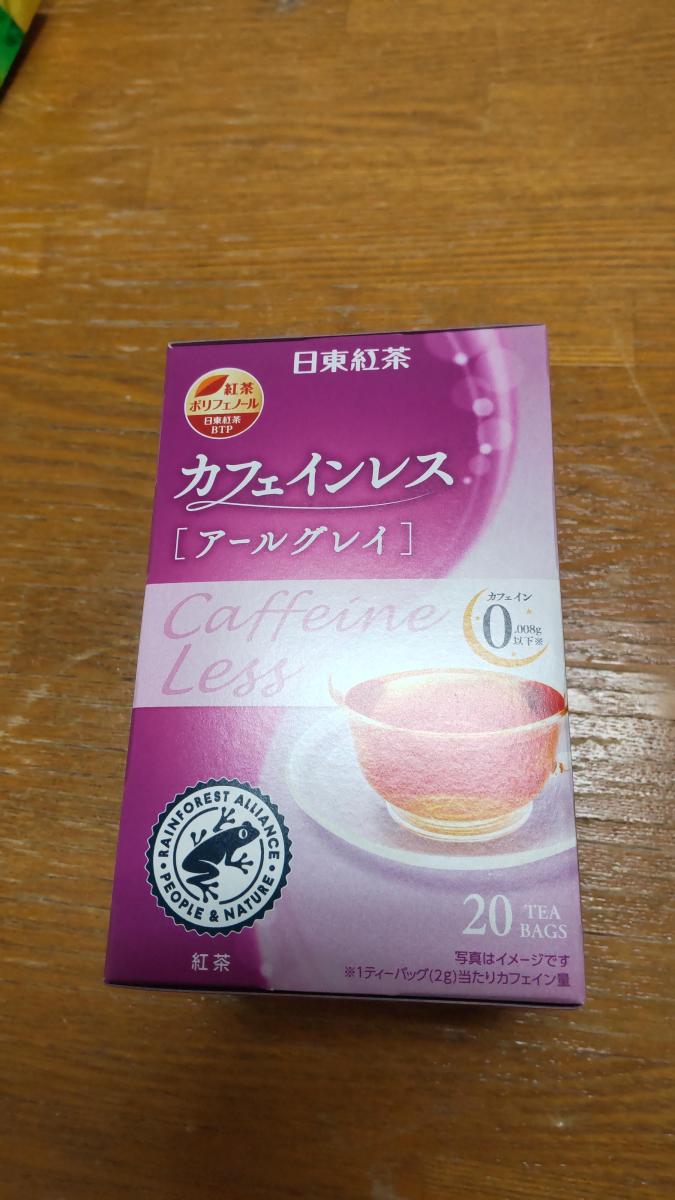 日東紅茶
紅茶
ポリフェノール
日東紅茶
BTP
カフェインレス
[アールグレイ]
Caffeine
Less
カフェイン
0.008g
以下※
RAINFOREST ALLIANCE
PEOPLE & NATURE
20 TEA
BAGS
紅茶
写真はイメージです
※1ティーバッグ(2g)当たりカフェイン量